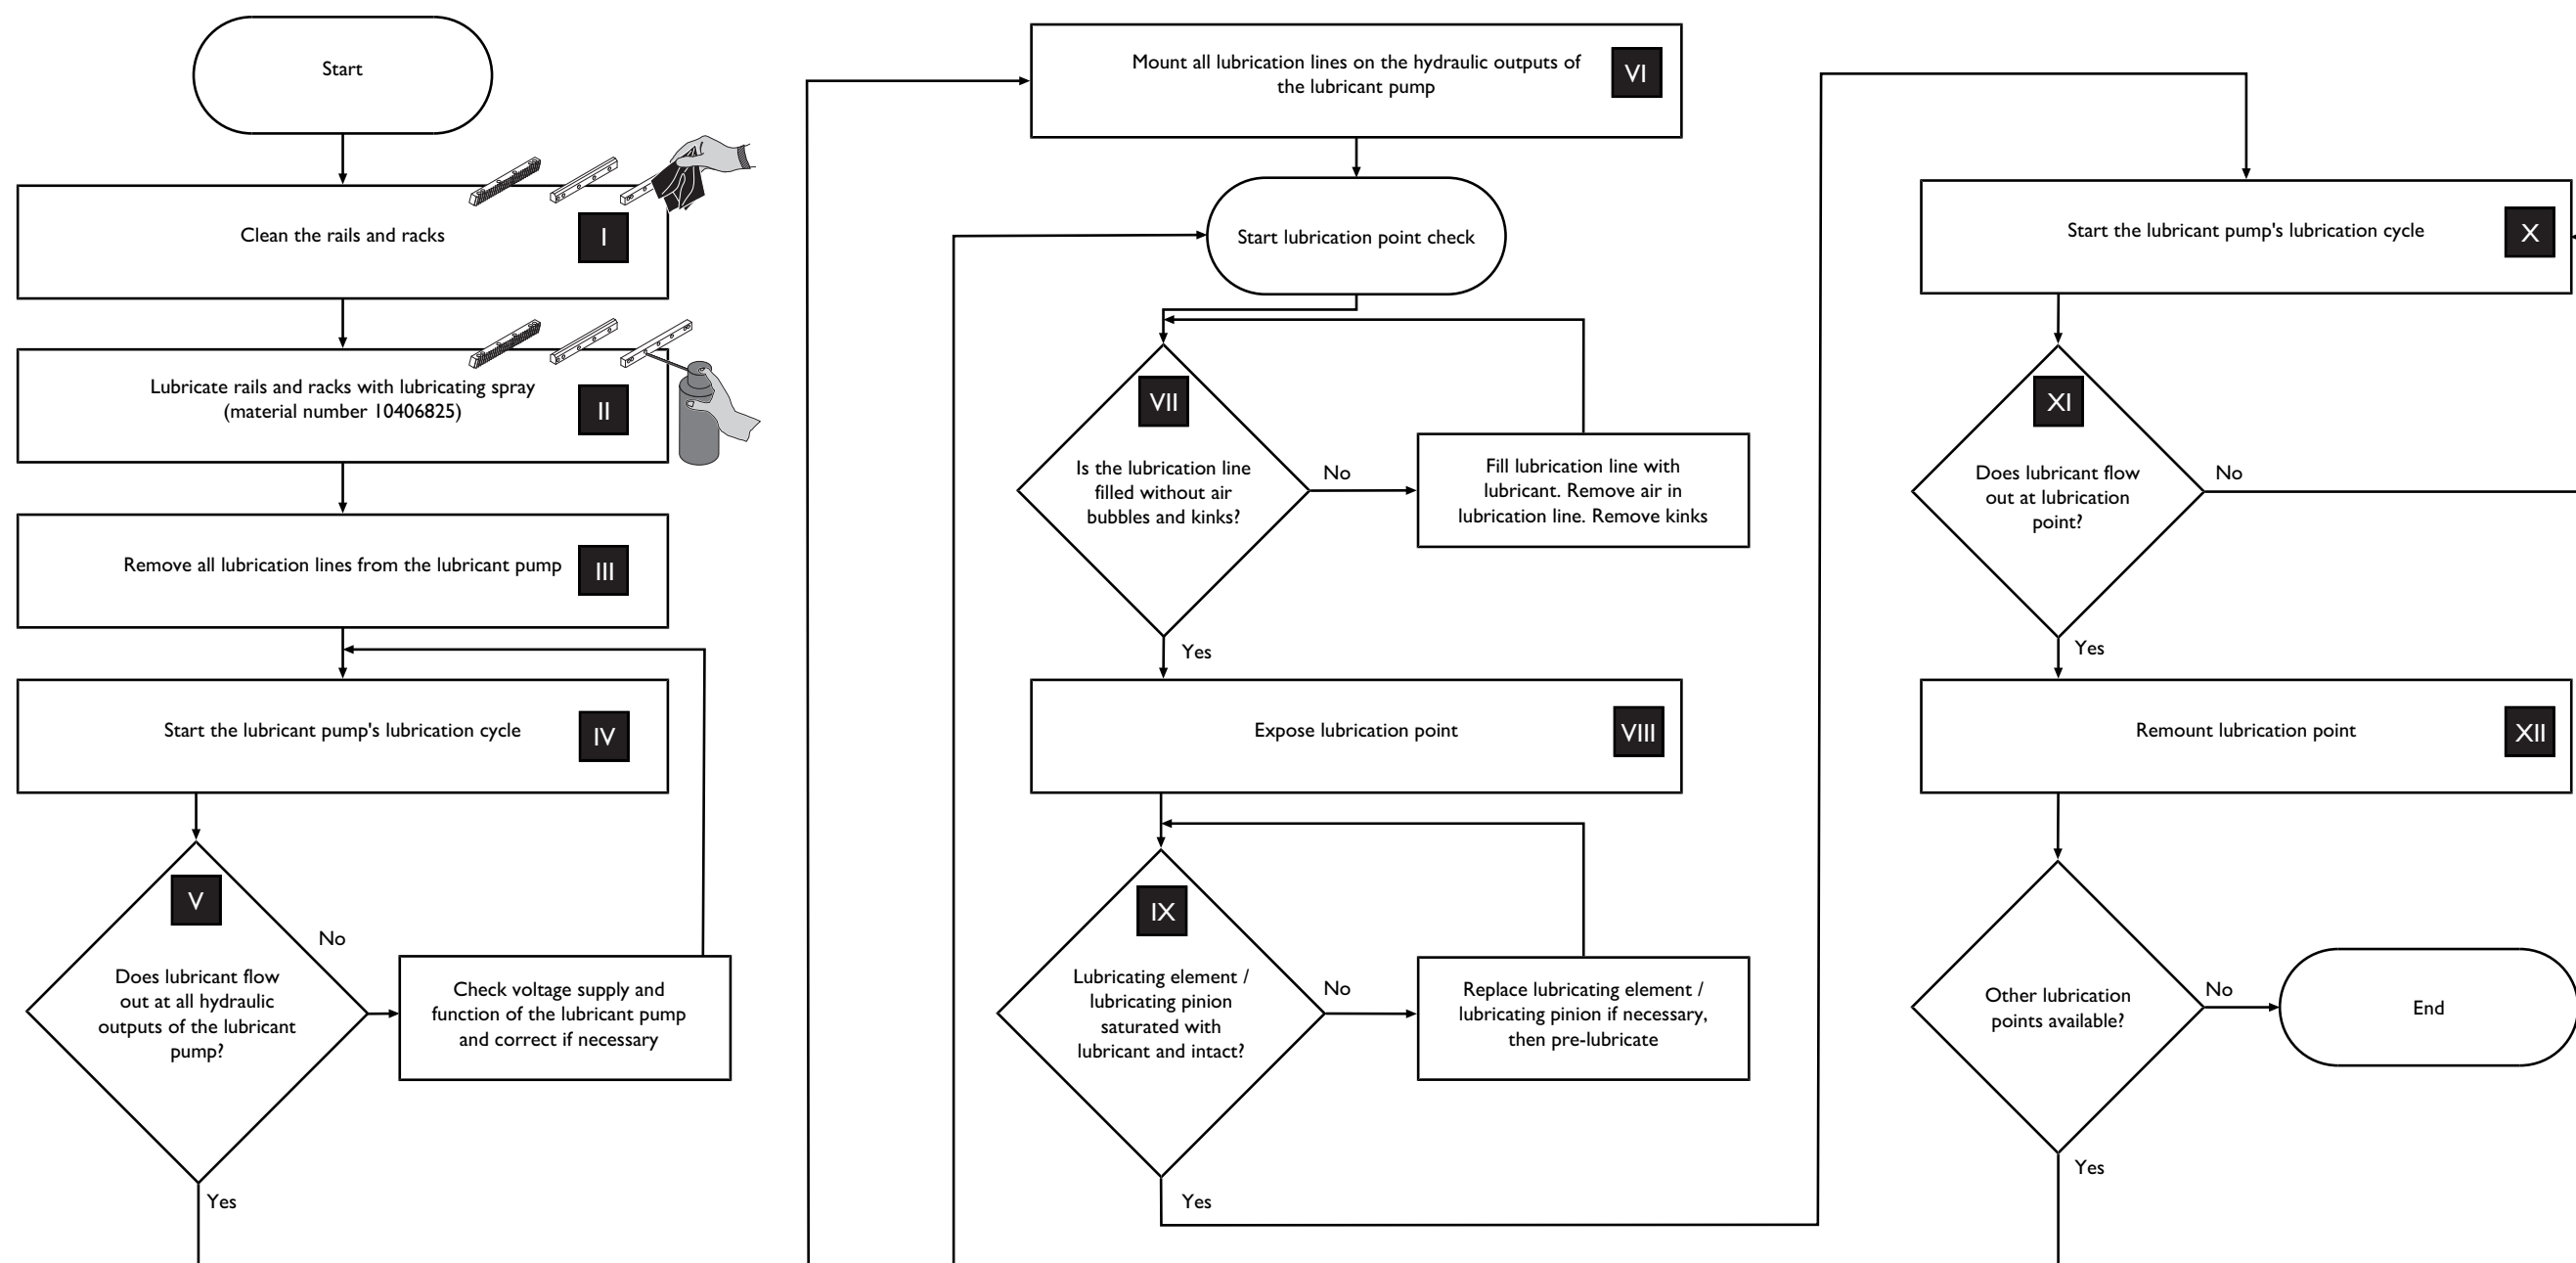 Start
Clean the rails and racks
I
Lubricate rails and racks with lubricating spray
(material number 10406825)
II
Remove all lubrication lines from the lubricant pump
III
Start the lubricant pump's lubrication cycle
IV
V
Does lubricant flow
out at all hydraulic
outputs of the lubricant
pump?
No
Check voltage supply and
function of the lubricant pump
and correct if necessary
Yes
Mount all lubrication lines on the hydraulic outputs of
the lubricant pump
VI
Start lubrication point check
VII
Is the lubrication line
filled without air
bubbles and kinks?
No
Fill lubrication line with
lubricant. Remove air in
lubrication line. Remove kinks
Yes
Expose lubrication point
VIII
IX
Lubricating element /
lubricating pinion
saturated with
lubricant and intact?
No
Replace lubricating element /
lubricating pinion if necessary,
then pre-lubricate
Yes
Start the lubricant pump's lubrication cycle
X
XI
Does lubricant flow
out at lubrication
point?
No
Yes
Remount lubrication point
XII
Other lubrication
points available?
No
End
Yes